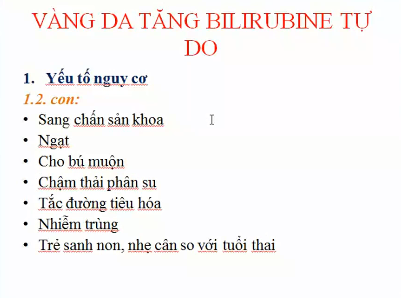 VÀNG DA TĂNG BILIRUBINE TỰ
DO
1. Yếu tố nguy cơ
1.2. con:
• Sang chấn sản khoa
• Ngạt
• Cho bú muộn
• Chậm thải phân su
• Tắc đường tiêu hóa
• Nhiễm trùng
• Trẻ sanh non, nhẹ cân so với tuổi thai